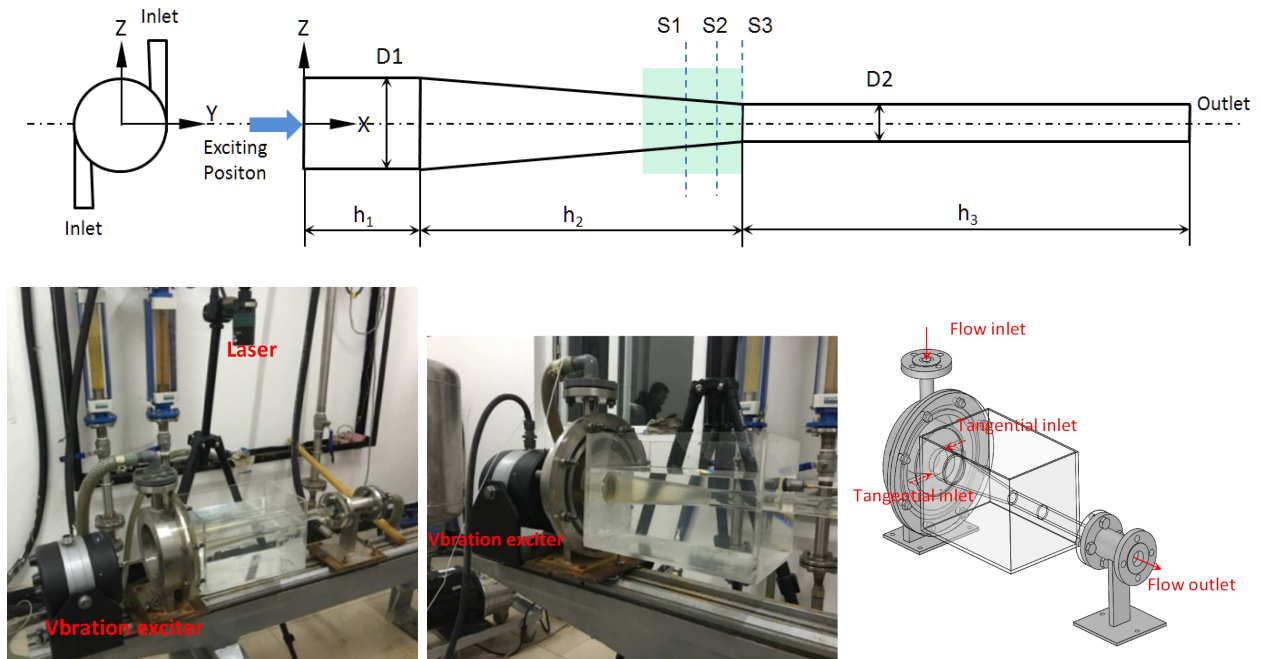 Inlet
Z
Y
Inlet
Exciting
Positon
Z
X
D1
S1 S2 S3
D2
Outlet
h1
h2
h3
Laser
Vbration exciter
Vbration exciter
Flow inlet
Tangential inlet
Tangential inlet
Flow outlet